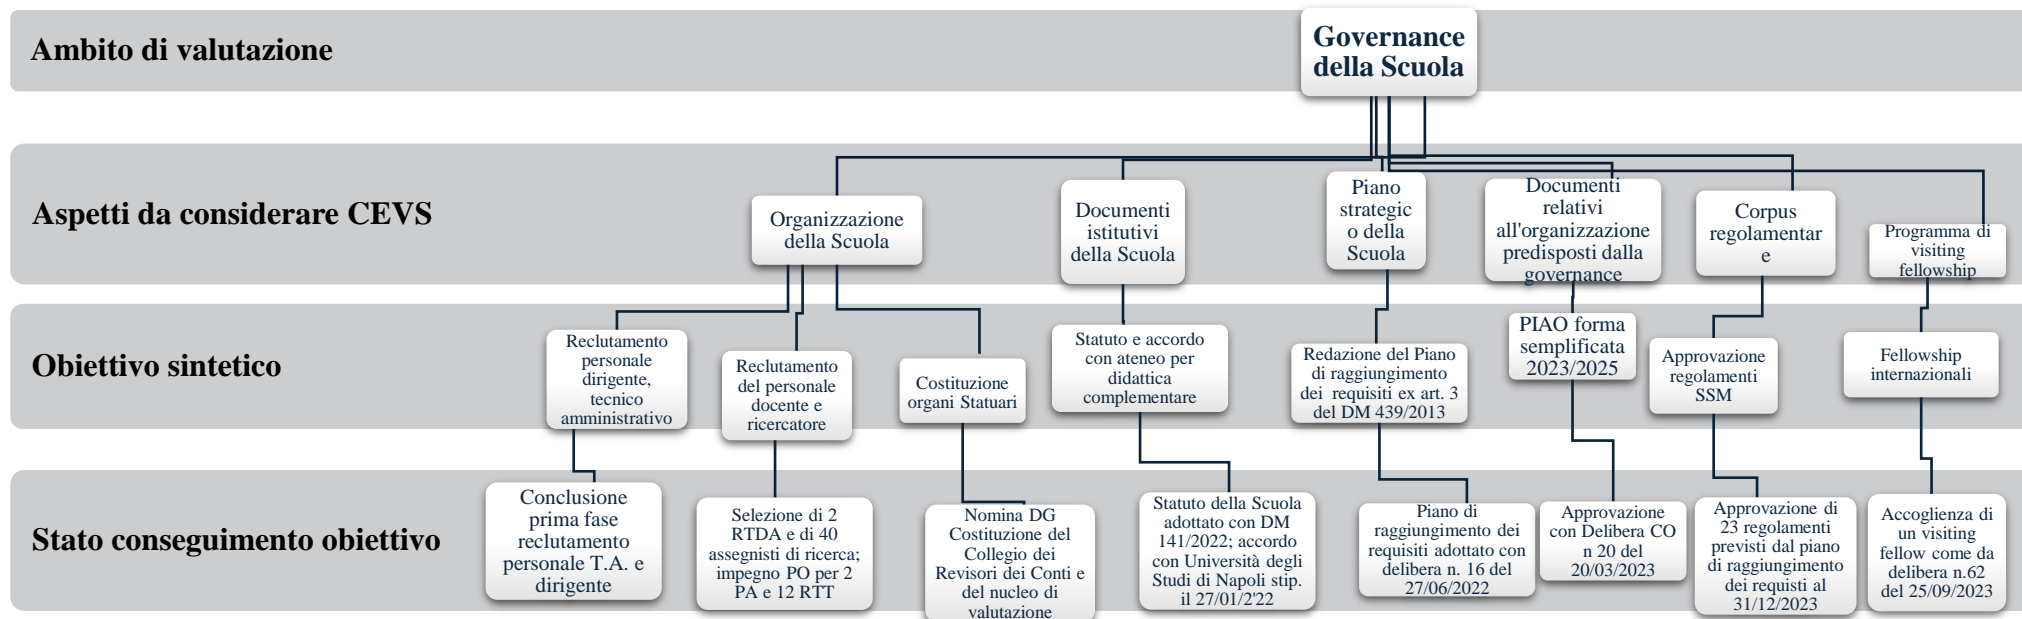 Ambito di valutazione
Governance
della Scuola
Aspetti da considerare CEVS
Organizzazione
della Scuola
Documenti
istitutivi
della Scuola
Piano
strategic
o della
Scuola
Documenti
relativi
all'organizzazione
predisposti dalla
governance
Corpus
regolamentar
e
Programma di
visiting
fellowship
Obiettivo sintetico
Reclutamento
personale
dirigente,
tecnico
amministrativo
Reclutamento
del personale
docente e
ricercatore
Costituzione
organi Statuari
Statuto e accordo
con ateneo per
didattica
complementare
Redazione del Piano
di raggiungimento
dei requisiti ex art. 3
del DM 439/2013
PIAO forma
semplificata
2023/2025
Approvazione
regolamenti
SSM
Fellowship
internazionali
Stato conseguimento obiettivo
Conclusione
prima fase
reclutamento
personale T.A. e
dirigente
Selezione di 2
RTDA e di 40
assegnisti di ricerca;
impegno PO per 2
PA e 12 RTT
Nomina DG
Costituzione del
Collegio dei
Revisori dei Conti e
del nucleo di
valutazione
Statuto della Scuola
adottato con DM
141/2022; accordo
con Università degli
Studi di Napoli stip.
il 27/01/2'22
Piano di
raggiungimento dei
requisiti adottato con
delibera n. 16 del
27/06/2022
Approvazione
con Delibera CO
n 20 del
20/03/2023
Approvazione di
23 regolamenti
previsti dal piano
di raggiungimento
dei requisti al
31/12/2023
Accoglienza di
un visiting
fellow come da
delibera n.62
del 25/09/2023